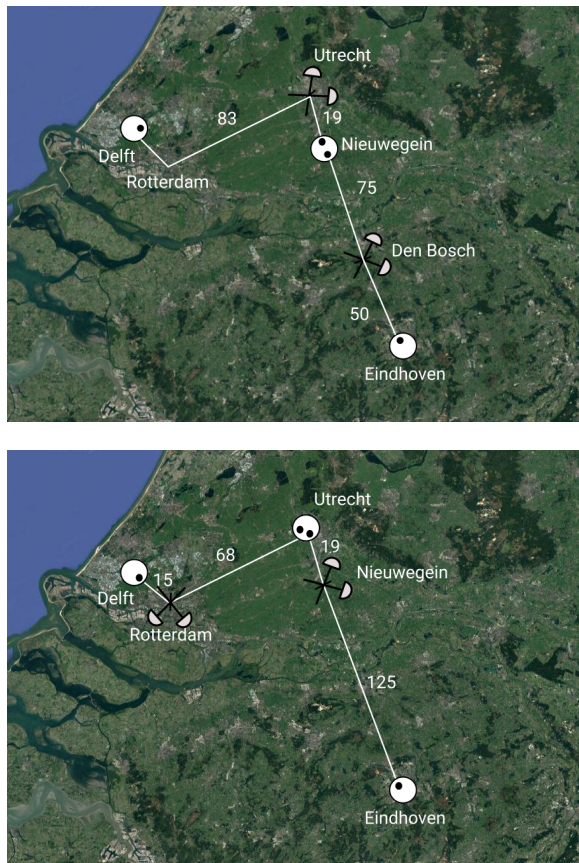 Utrecht
83
19
Delft
Nieuwegein
Rotterdam
75
Den Bosch
50
Eindhoven
Utrecht
68
19
15
Nieuwegein
Delft
Rotterdam
125
Eindhoven